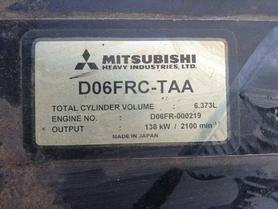 MITSUBISHI
HEAVY INDUSTRIES, LTD.
D06FRC-TAA
TOTAL CYLINDER VOLUME : 6.373L
ENGINE NO. : D06FR-000219
OUTPUT : 138 kW / 2100 min⁻¹
MADE IN JAPAN